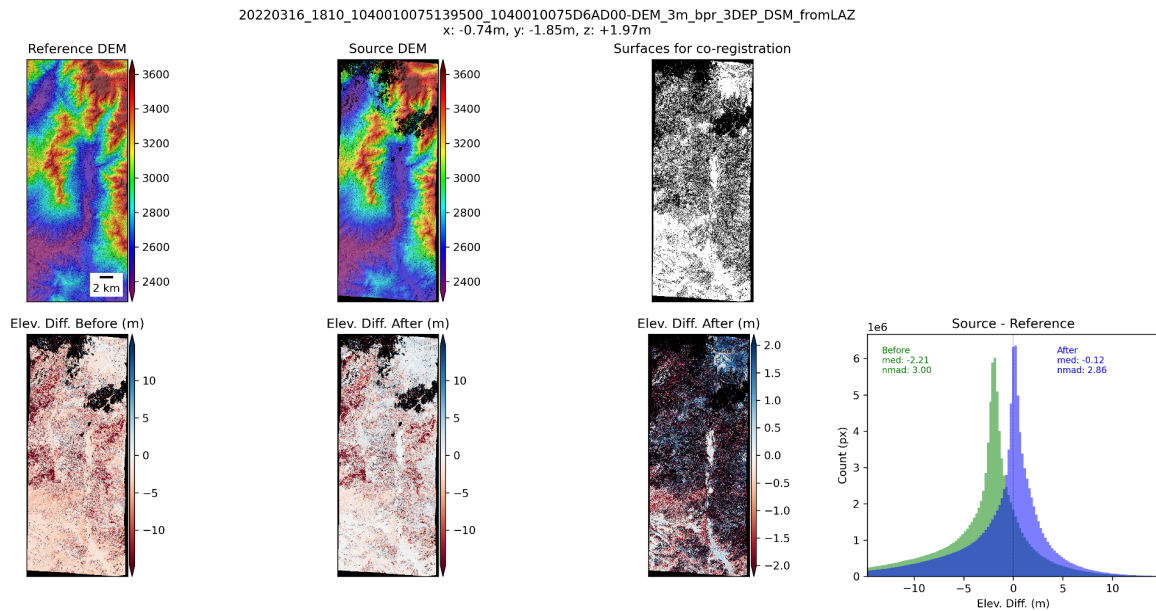 20220316_1810_1040010075139500_1040010075D6AD00-DEM_3m_bpr_3DEP_DSM_fromLAZ
x: -0.74m, y: -1.85m, z: +1.97m
Reference DEM
3600
3400
3200
3000
2800
2600
2400
2 km
Source DEM
3600
3400
3200
3000
2800
2600
2400
Surfaces for co-registration
Elev. Diff. Before (m)
10
5
0
−5
−10
Elev. Diff. After (m)
10
5
0
−5
−10
Elev. Diff. After (m)
2.0
1.5
1.0
0.5
0.0
−0.5
−1.0
−1.5
−2.0
Source - Reference
1e6
Before
med: -2.21
nmad: 3.00
After
med: -0.12
nmad: 2.86
Count (px)
6
5
4
3
2
1
0
−10
−5
0
5
10
Elev. Diff. (m)